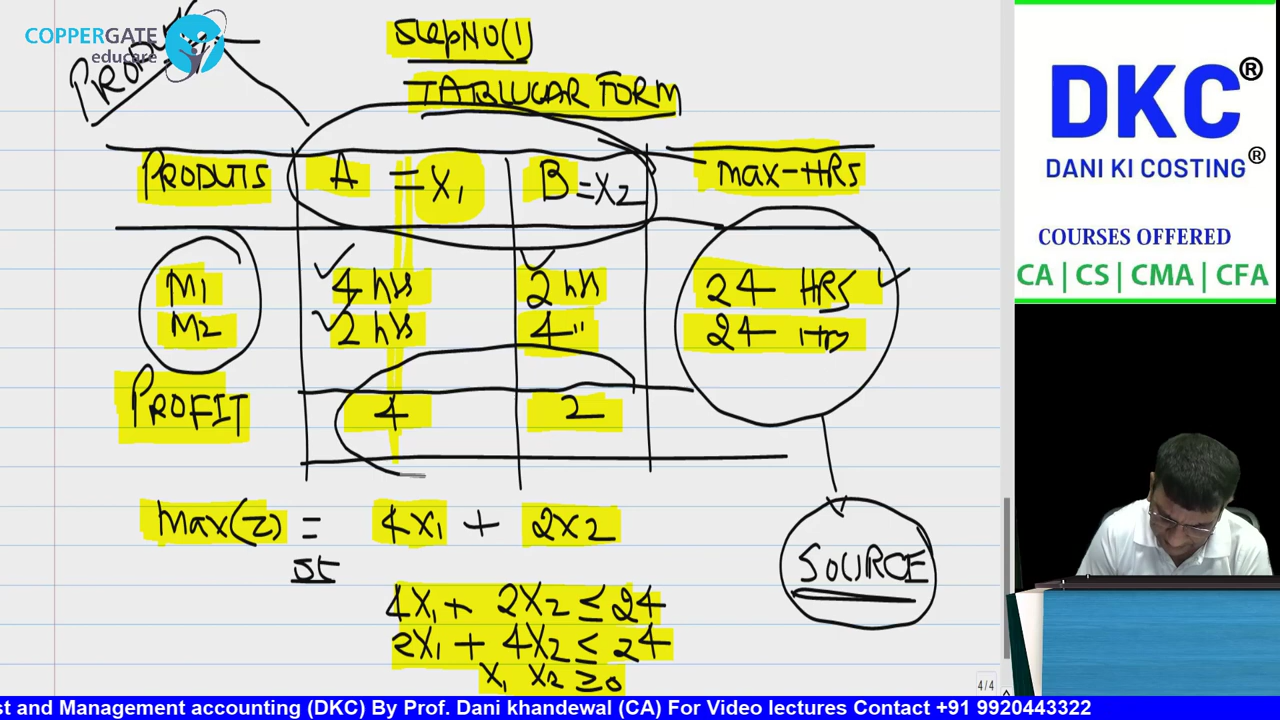 COPPERGATE
educare
StepNo(1)
TABLUCAR FORM
PRODUTS A = X1 B = X2 max-HRS
M1 4 hrs 2 hrs 24 HRS
M2 2 hrs 4 " 24 Hrs
PROFIT 4 2
Max(Z) = 4X1 + 2X2
st
4X1 + 2X2 ≤ 24
2X1 + 4X2 ≤ 24
X1 X2 ≥ 0
SOURCE
4/4
DKC®
DANI KI COSTING®
COURSES OFFERED
CA | CS | CMA | CFA
st and Management accounting (DKC) By Prof. Dani khandewal (CA) For Video lectures Contact +91 9920443322